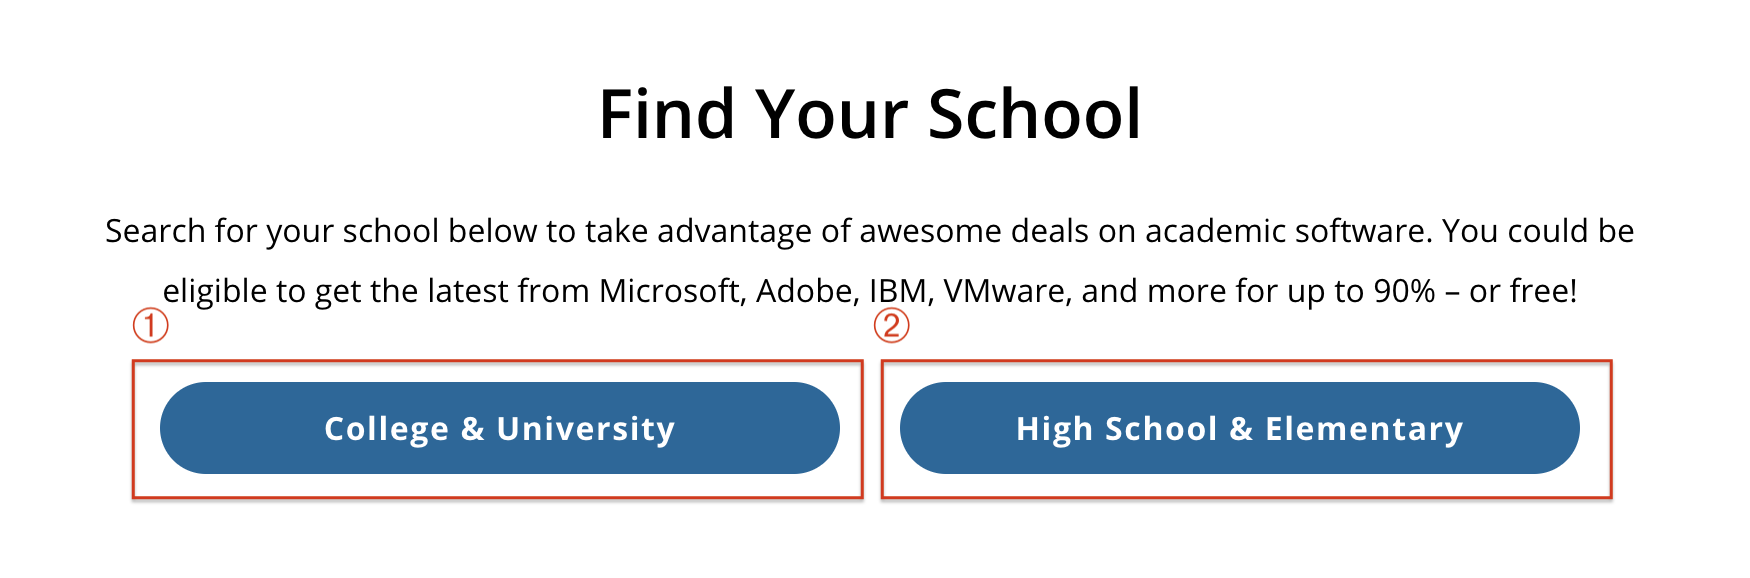 Find Your School
Search for your school below to take advantage of awesome deals on academic software. You could be
eligible to get the latest from Microsoft, Adobe, IBM, VMware, and more for up to 90% – or free!
① ②
College & University
High School & Elementary